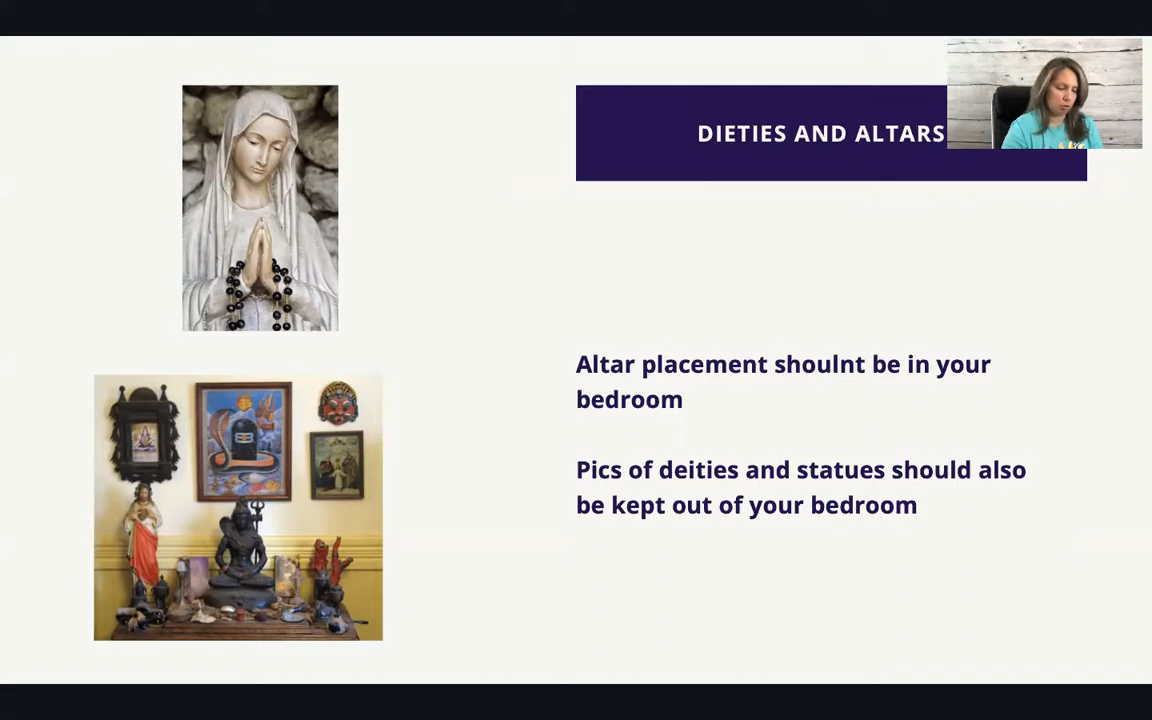 DIETIES AND ALTARS
Altar placement shoulnt be in your
bedroom
Pics of deities and statues should also
be kept out of your bedroom